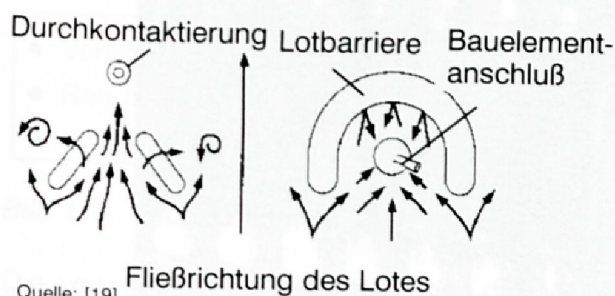 Durchkontaktierung
Lotbarriere
Bauelement-
anschluß
Fließrichtung des Lotes
Quelle: [19]